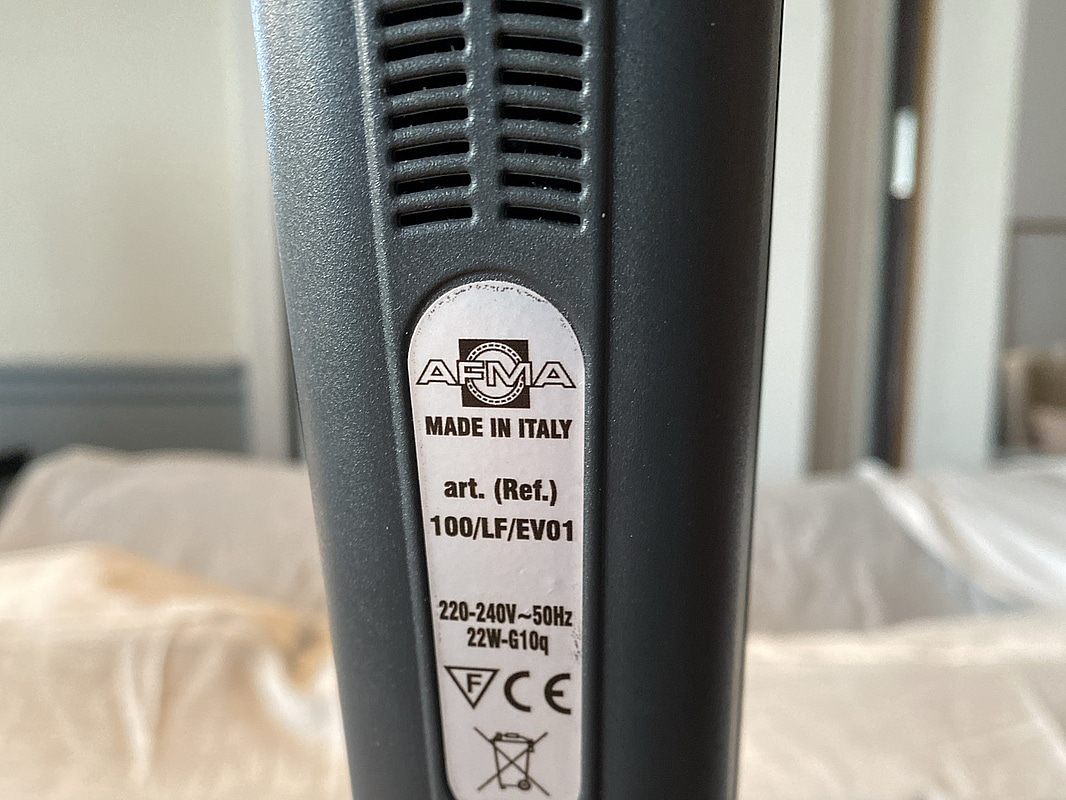 AFMA
MADE IN ITALY
art. (Ref.)
100/LF/EV01
220-240V~50Hz
22W-G10q
F CE